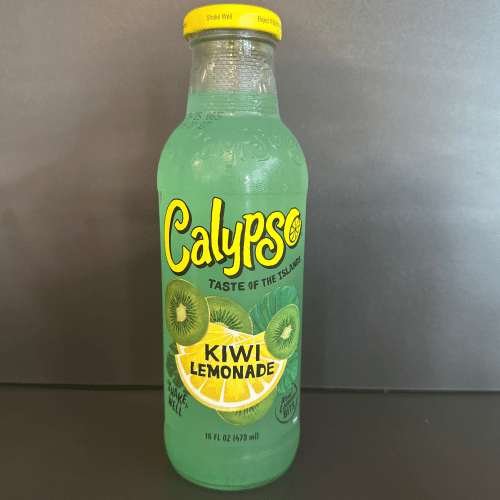 Shake Well
Calypso
TASTE OF THE ISLANDS
KIWI
LEMONADE
SHAKE
WELL
16 FL OZ (473 ml)